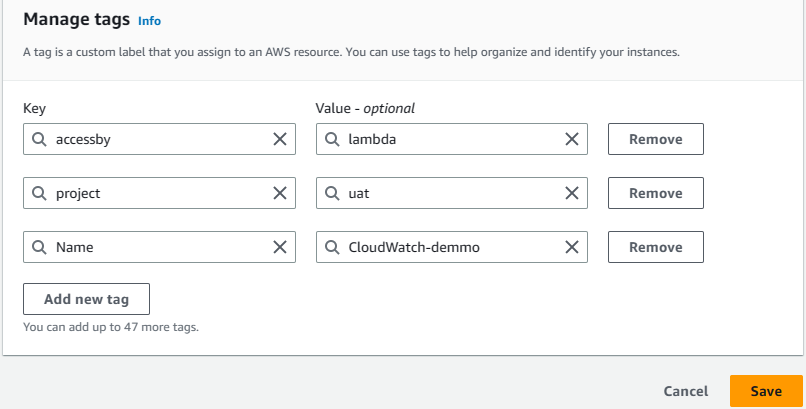 Manage tags Info
A tag is a custom label that you assign to an AWS resource. You can use tags to help organize and identify your instances.
Key Value - optional
accessby lambda Remove
project uat Remove
Name CloudWatch-demmo Remove
Add new tag
You can add up to 47 more tags.
Cancel Save